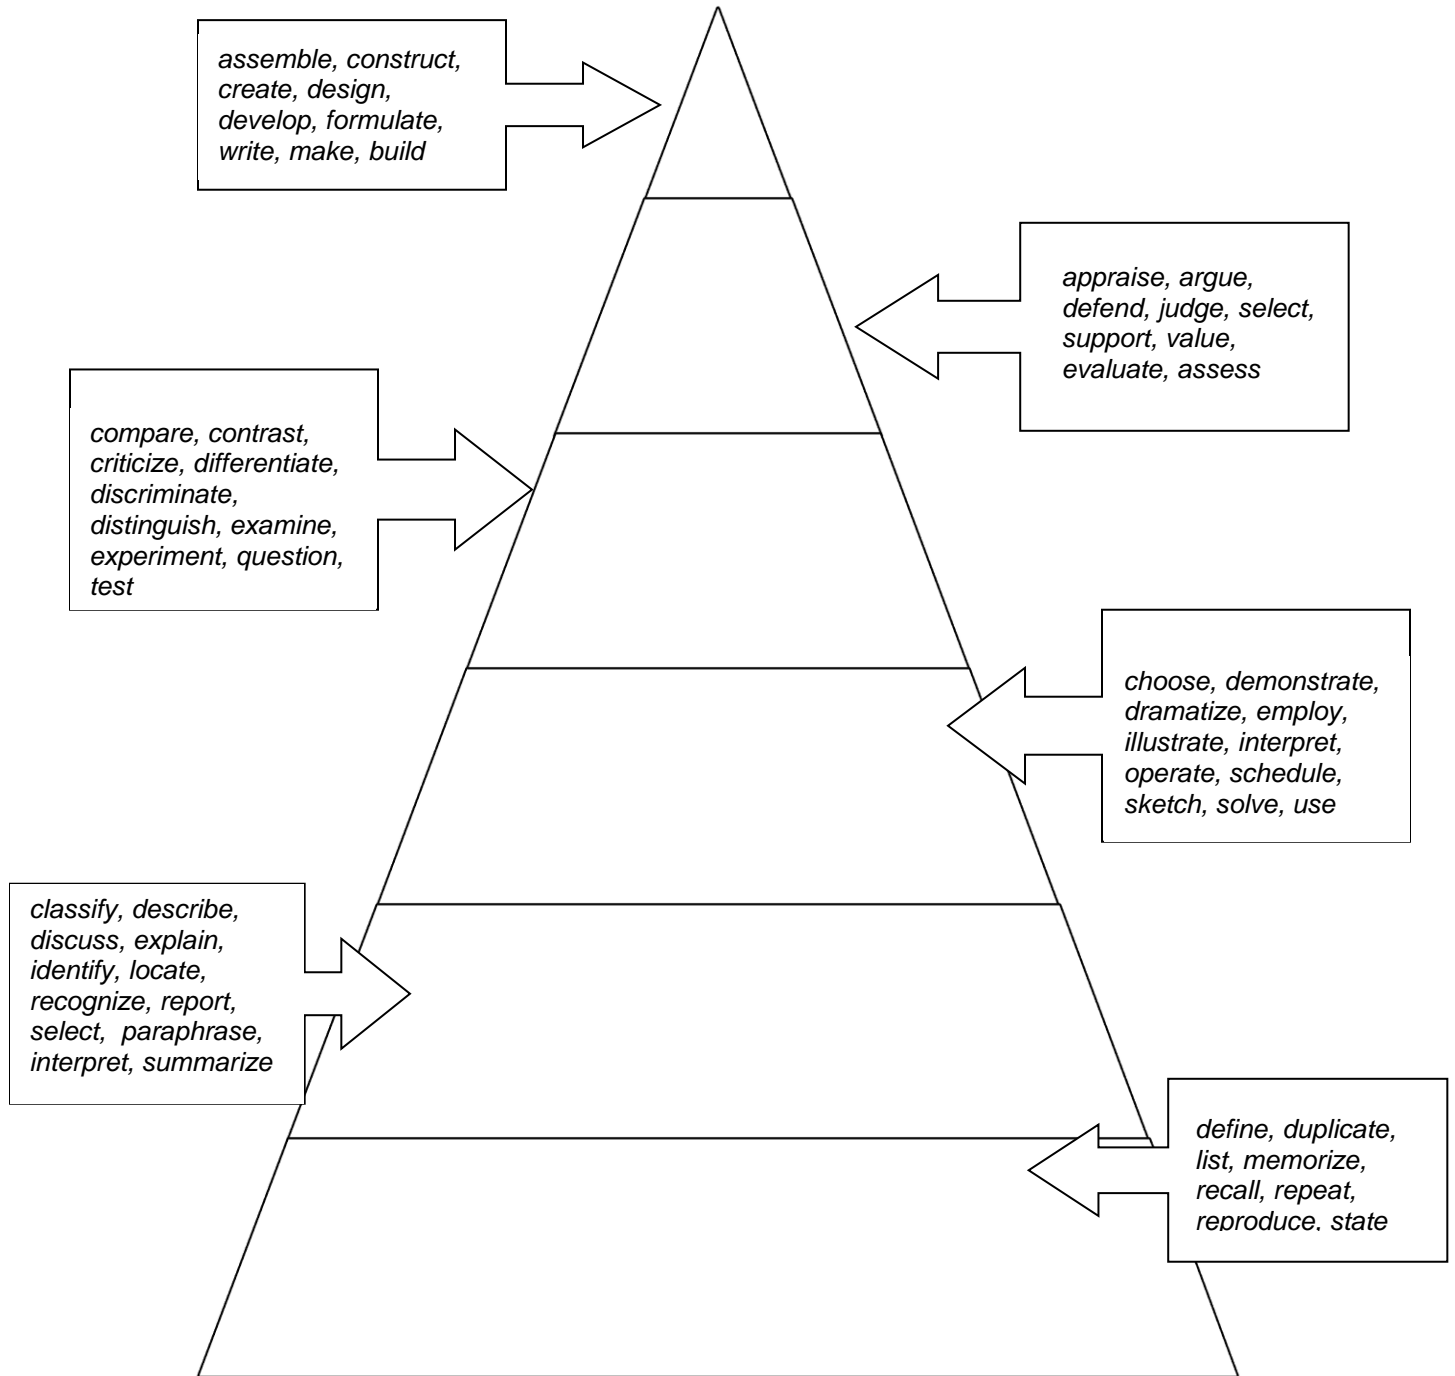 assemble, construct,
create, design,
develop, formulate,
write, make, build
appraise, argue,
defend, judge, select,
support, value,
evaluate, assess
compare, contrast,
criticize, differentiate,
discriminate,
distinguish, examine,
experiment, question,
test
choose, demonstrate,
dramatize, employ,
illustrate, interpret,
operate, schedule,
sketch, solve, use
classify, describe,
discuss, explain,
identify, locate,
recognize, report,
select,  paraphrase,
interpret, summarize
define, duplicate,
list, memorize,
recall, repeat,
reproduce, state